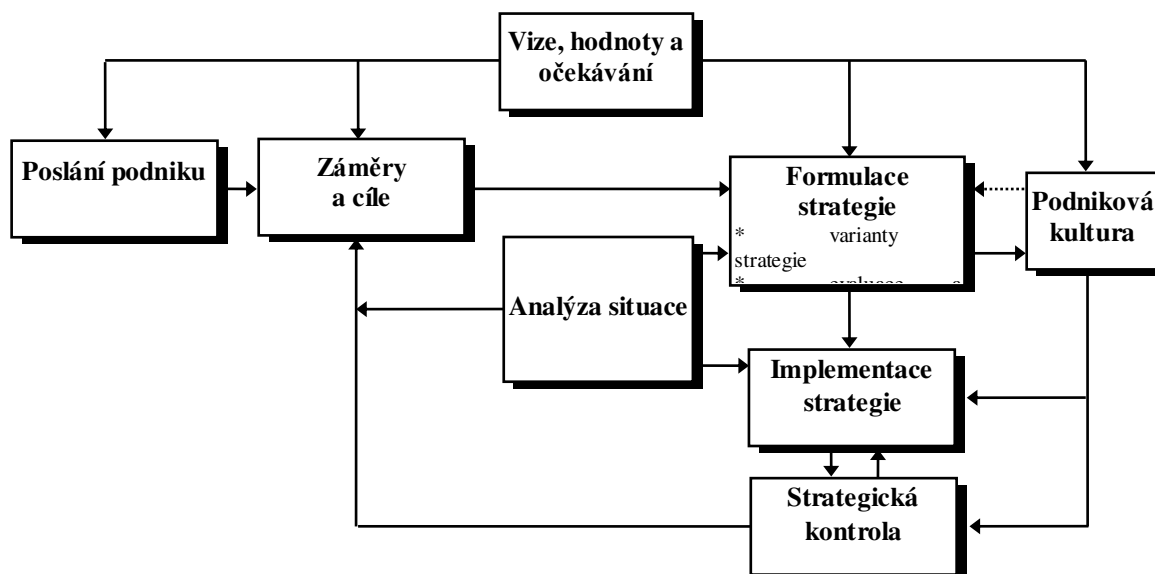 Vize, hodnoty a
očekávání
Poslání podniku
Záměry
a cíle
Formulace
strategie
* varianty
strategie
*
Podniková
kultura
Analýza situace
Implementace
strategie
Strategická
kontrola